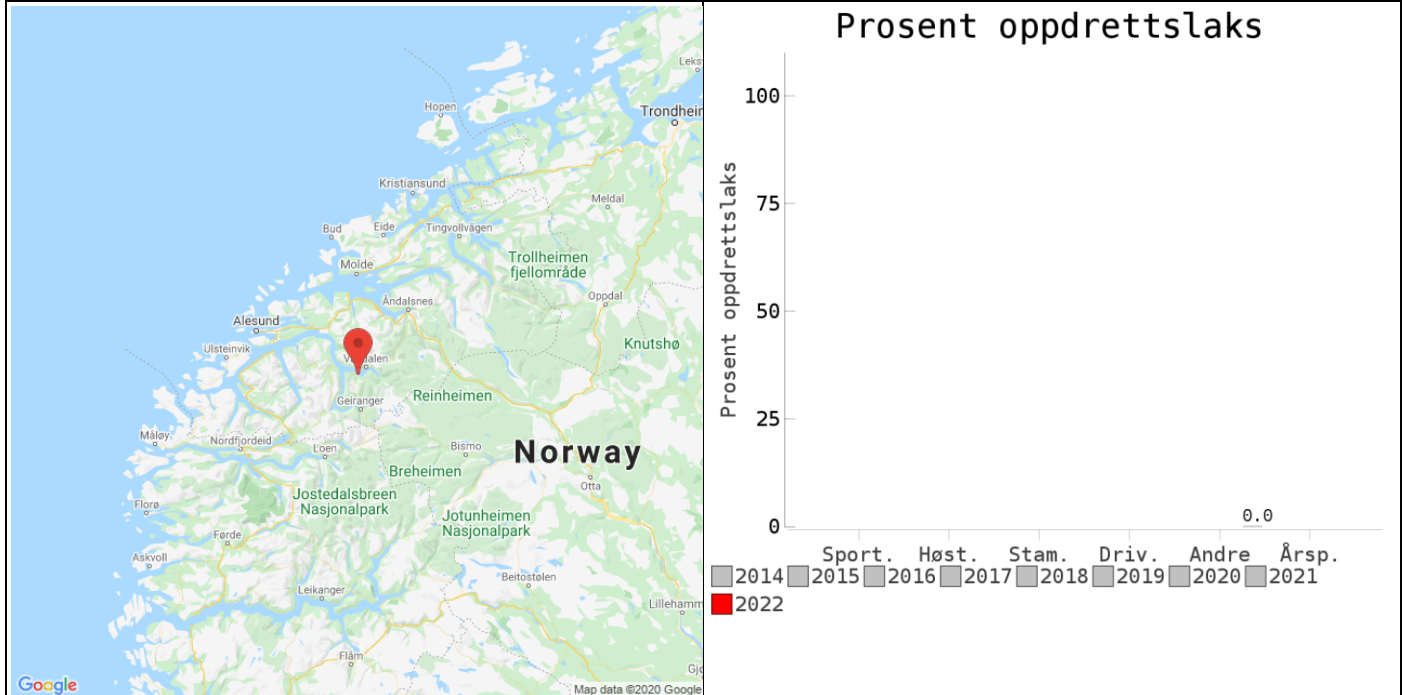 Leks
Hopen
Trondheim
Kristiansund
Meldal
Bud
Eide
Tingvollvågen
Molde
Trollheimen
fjellområde
Åndalsnes
Oppdal
Alesund
Ulsteinvik
Knutshø
Geiranger
Reinheimen
Måløy
Nordfjordeid
Loen
Bismo
Norway
Breheimen
Otta
Jostedalsbreen
Nasjonalpark
Florø
Jotunheimen
Nasjonalpark
Førde
Askvoll
Beitostølen
Leikanger
Lillehamm
Flåm
Gjø
Google
Map data ©2020 Google
Prosent oppdrettslaks
Prosent oppdrettslaks
100
75
50
25
0
0.0
Sport. Høst. Stam. Driv. Andre Årsp.
2014 2015 2016 2017 2018 2019 2020 2021
2022